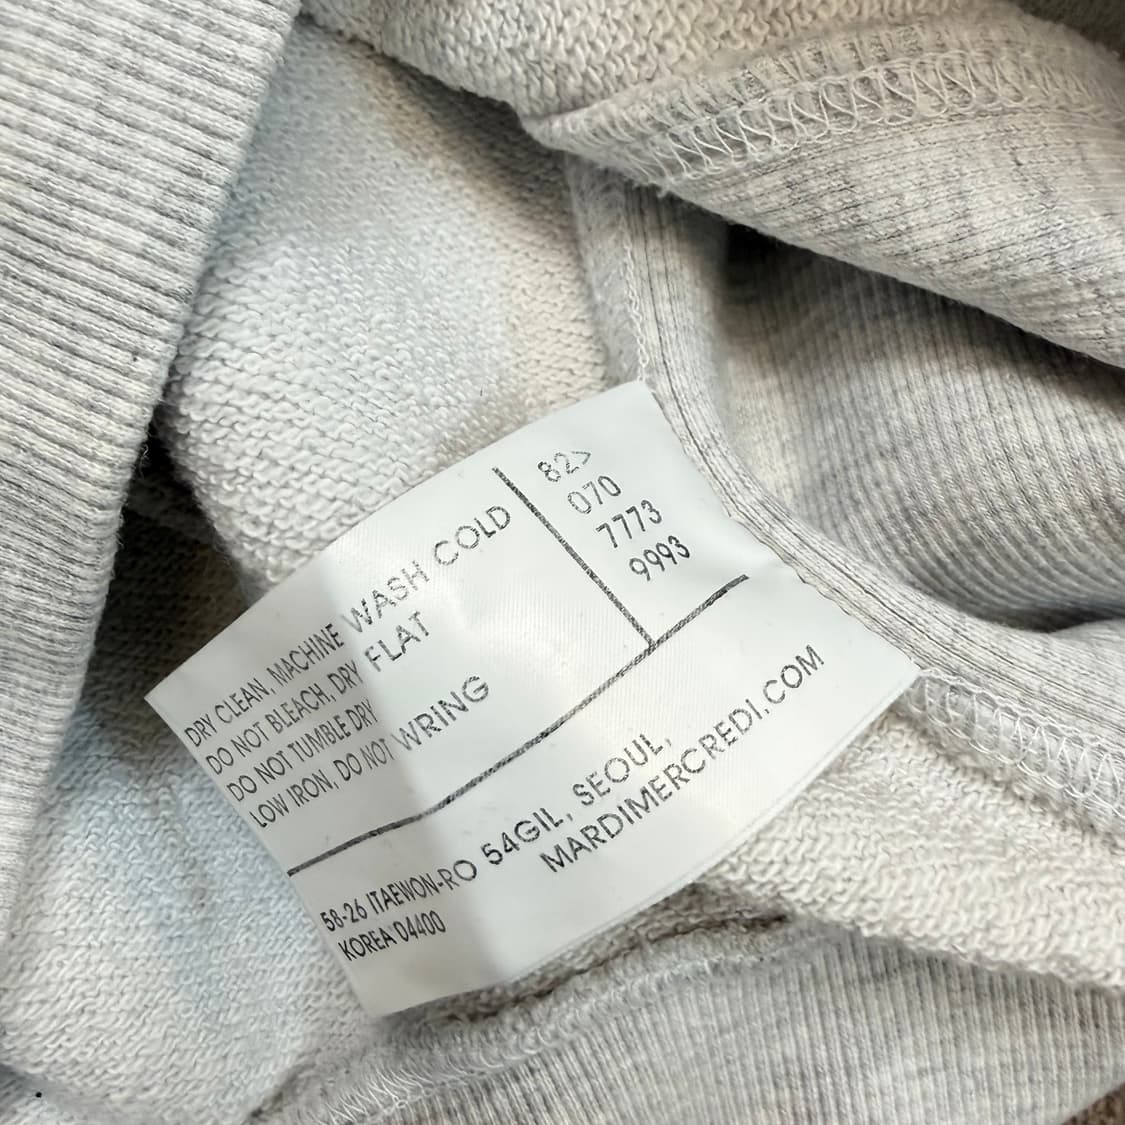 DRY CLEAN, MACHINE WASH COLD
DO NOT BLEACH, DRY FLAT
DO NOT TUMBLE DRY
LOW IRON, DO NOT WRING
82>
070
7773
9993
58-26 ITAEWON-RO 54GIL, SEOUL,
KOREA 04400
MARDIMERCREDI.COM